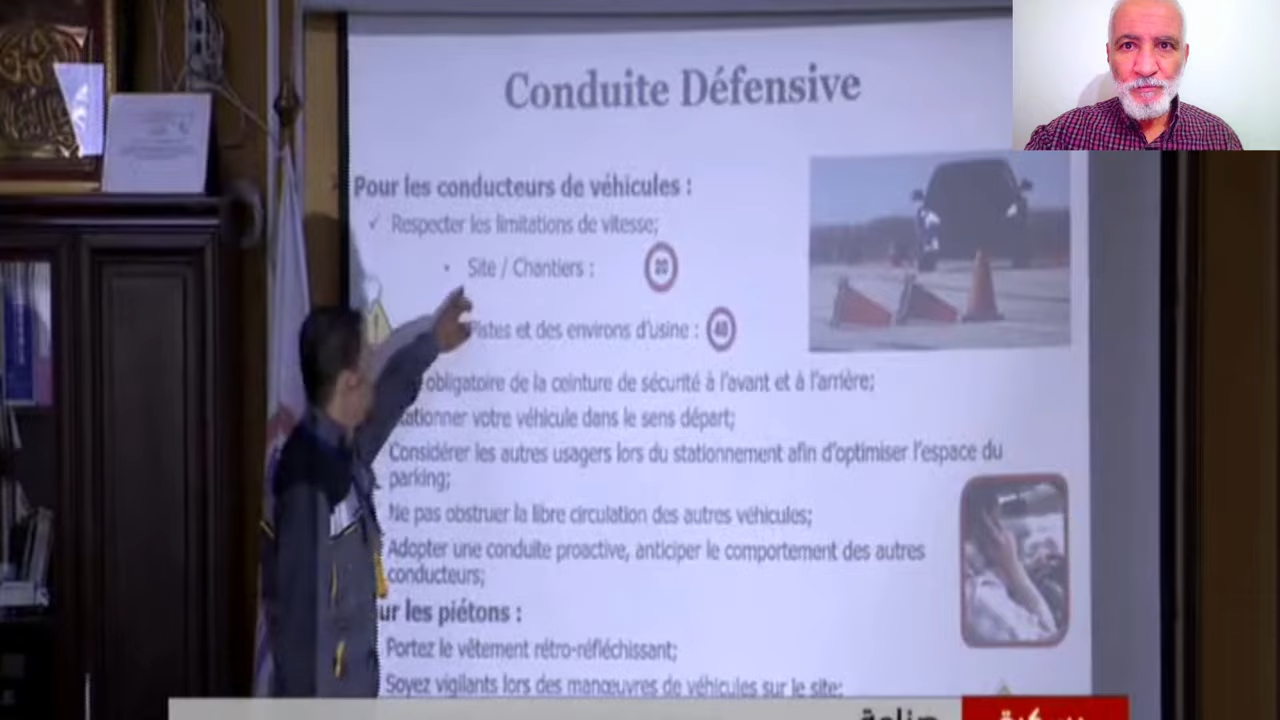 Conduite Défensive
Pour les conducteurs de véhicules :
✓ Respecter les limitations de vitesse;
• Site / Chantiers : 20
Pistes et des environs d'usine : 40
obligatoire de la ceinture de sécurité à l'avant et à l'arrière;
votre véhicule dans le sens départ;
Considérer les autres usagers lors du stationnement afin d'optimiser l'espace du
parking;
Ne pas obstruer la libre circulation des autres véhicules;
Adopter une conduite proactive, anticiper le comportement des autres
conducteurs;
les piétons :
Portez le vêtement rétro-réfléchissant;
Soyez vigilants lors des manœuvres de véhicules sur le site;